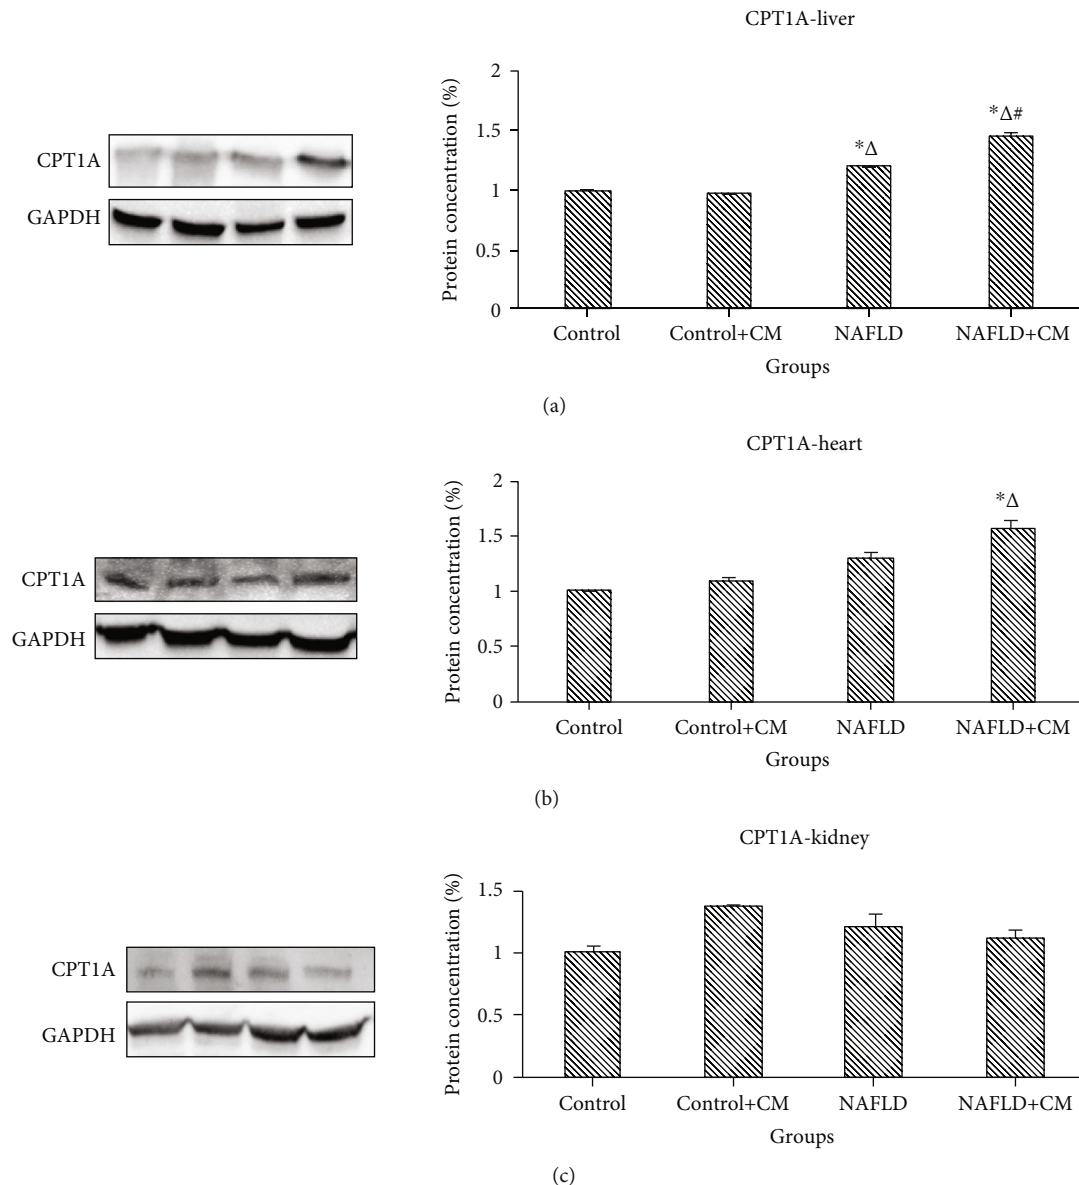 CPT1A-liver
CPT1A
GAPDH
Protein concentration (%)
2
1.5
1
0.5
0
*Δ
*Δ#
Control
Control+CM
NAFLD
NAFLD+CM
Groups
(a)
CPT1A-heart
CPT1A
GAPDH
Protein concentration (%)
2
1.5
1
0.5
0
*Δ
Control
Control+CM
NAFLD
NAFLD+CM
Groups
(b)
CPT1A-kidney
CPT1A
GAPDH
Protein concentration (%)
1.5
1
0.5
0
Control
Control+CM
NAFLD
NAFLD+CM
Groups
(c)